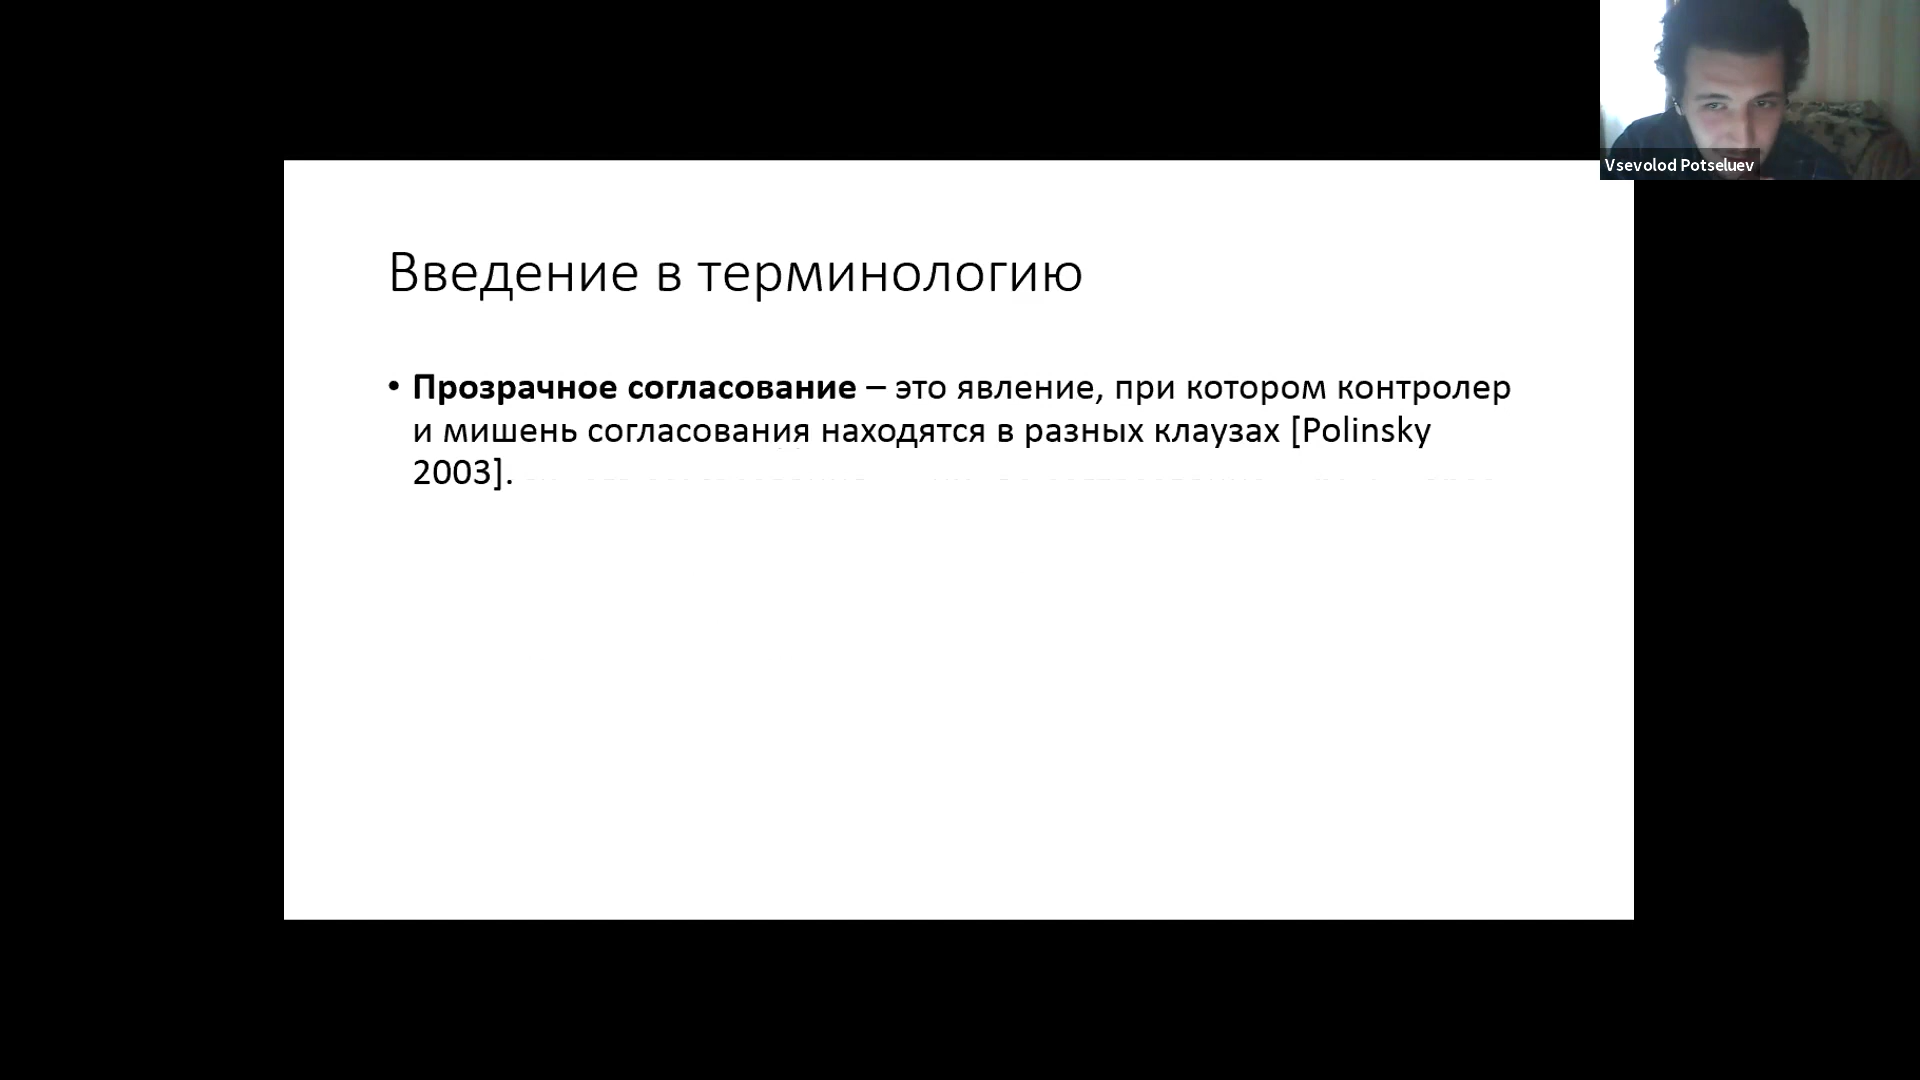 Vsevolod Potseluev
Введение в терминологию
• Прозрачное согласование – это явление, при котором контролер
и мишень согласования находятся в разных клаузах [Polinsky
2003].